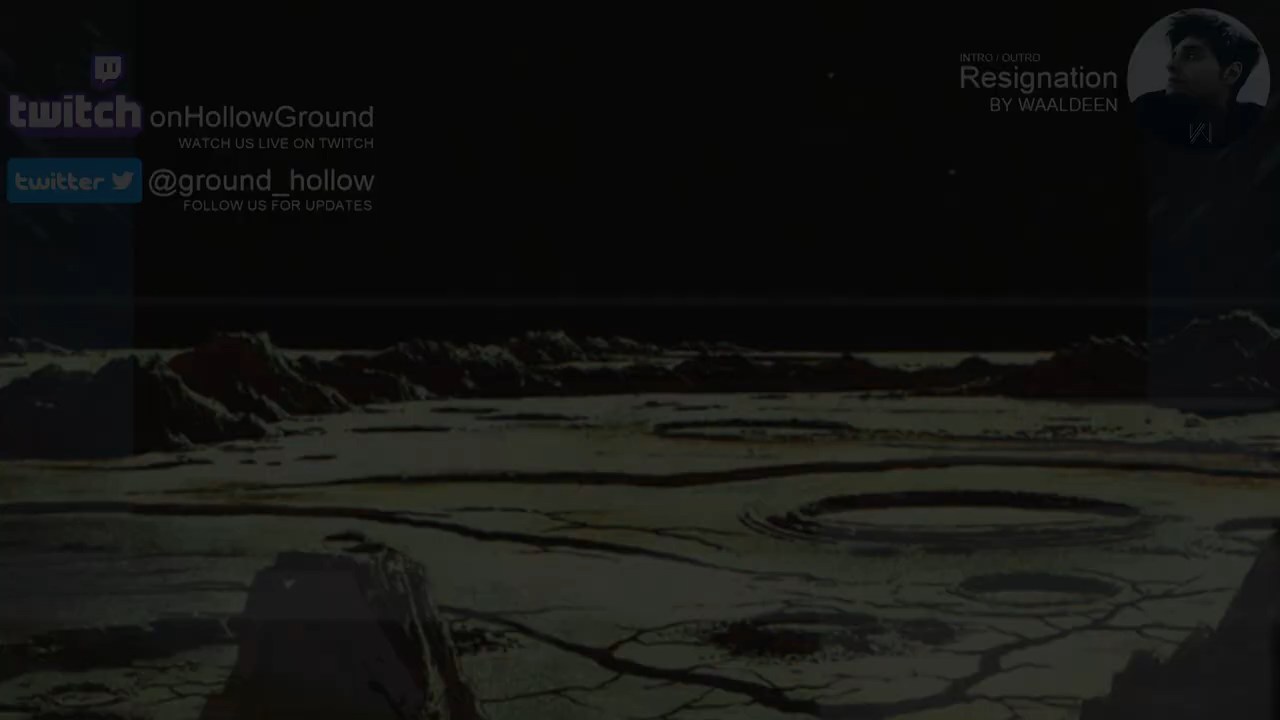 twitch onHollowGround
WATCH US LIVE ON TWITCH
twitter @ground_hollow
FOLLOW US FOR UPDATES
INTRO / OUTRO
Resignation
BY WAALDEEN